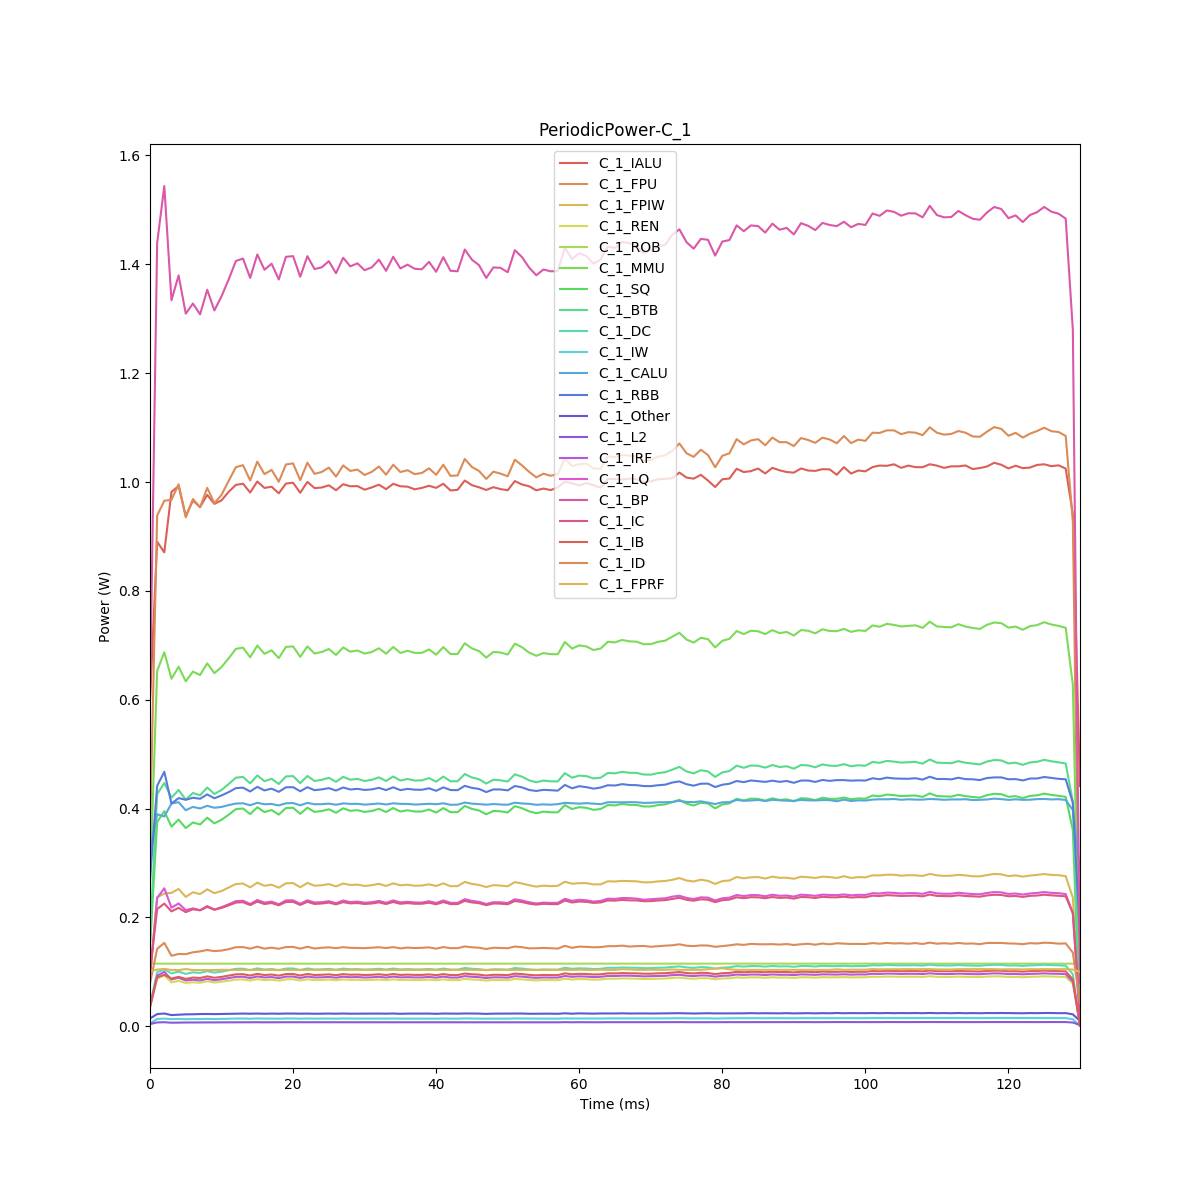 PeriodicPower-C_1
1.6
1.4
1.2
1.0
0.8
0.6
0.4
0.2
0.0
Power (W)
C_1_IALU
C_1_FPU
C_1_FPIW
C_1_REN
C_1_ROB
C_1_MMU
C_1_SQ
C_1_BTB
C_1_DC
C_1_IW
C_1_CALU
C_1_RBB
C_1_Other
C_1_L2
C_1_IRF
C_1_LQ
C_1_BP
C_1_IC
C_1_IB
C_1_ID
C_1_FPRF
0 20 40 60 80 100 120
Time (ms)